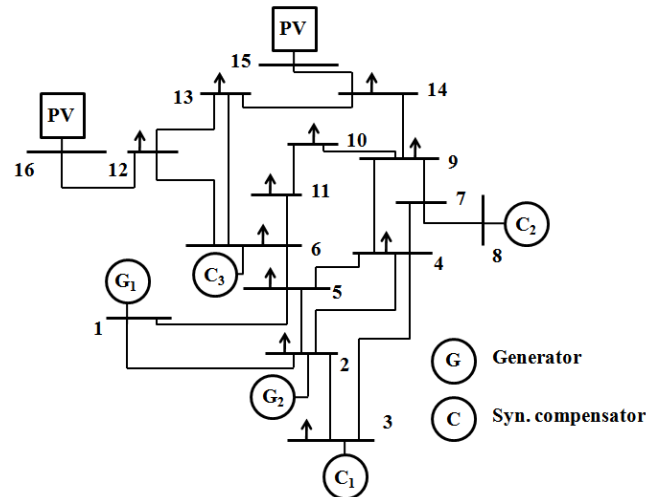 PV
15
14
PV
13
10
16
12
9
11
7
6
C₂
8
C₃
4
G₁
5
1
2
G Generator
G₂
3
C Syn. compensator
C₁